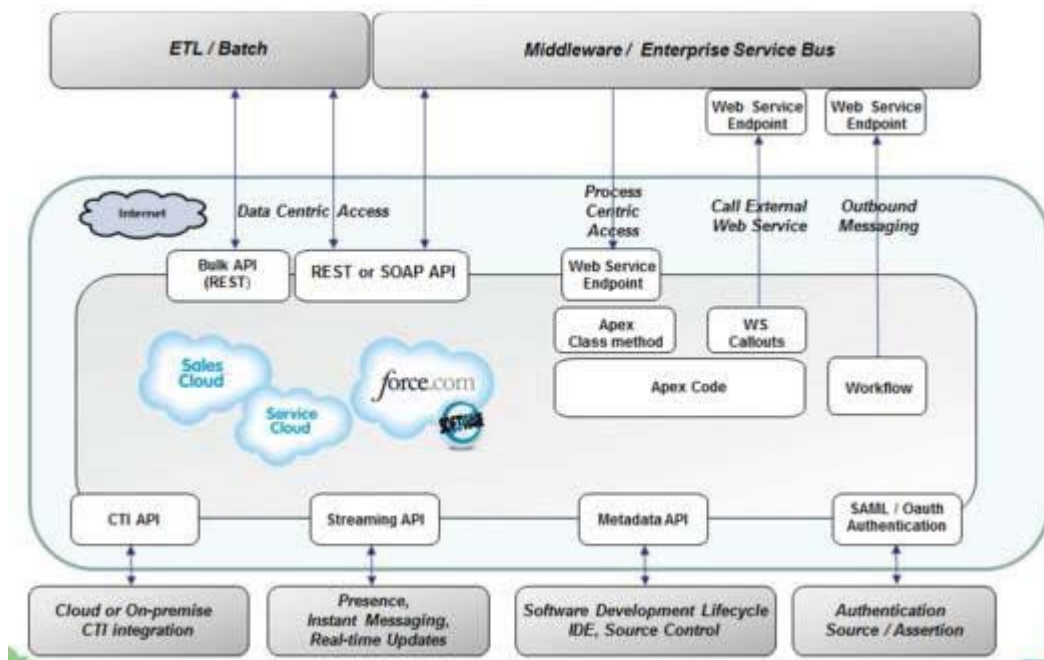 ETL / Batch
Middleware / Enterprise Service Bus
Web Service
Endpoint
Web Service
Endpoint
Internet
Data Centric Access
Process
Centric
Access
Call External
Web Service
Outbound
Messaging
Bulk API
(REST)
REST or SOAP API
Web Service
Endpoint
Apex
Class method
WS
Callouts
Apex Code
Workflow
Sales
Cloud
Service
Cloud
force.com
CTI API
Streaming API
Metadata API
SAML / Oauth
Authentication
Cloud or On-premise
CTI integration
Presence,
Instant Messaging,
Real-time Updates
Software Development Lifecycle
IDE, Source Control
Authentication
Source / Assertion